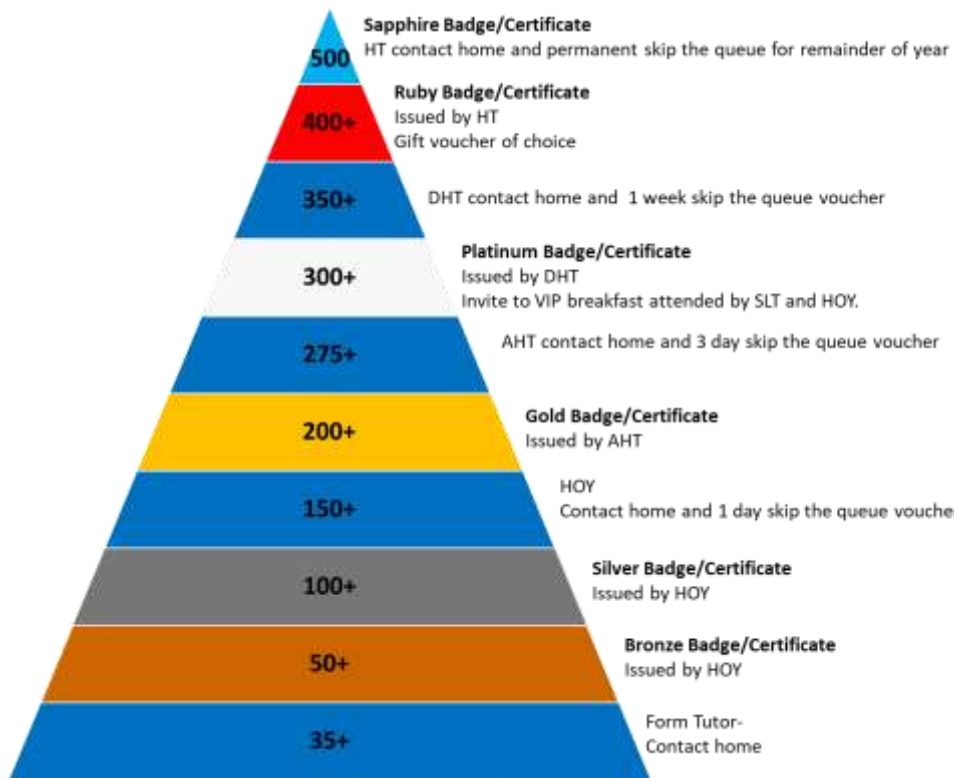 Sapphire Badge/Certificate
HT contact home and permanent skip the queue for remainder of year
500
Ruby Badge/Certificate
Issued by HT
Gift voucher of choice
400+
DHT contact home and 1 week skip the queue voucher
350+
Platinum Badge/Certificate
Issued by DHT
Invite to VIP breakfast attended by SLT and HOY.
300+
AHT contact home and 3 day skip the queue voucher
275+
Gold Badge/Certificate
Issued by AHT
200+
HOY
Contact home and 1 day skip the queue vouche
150+
Silver Badge/Certificate
Issued by HOY
100+
Bronze Badge/Certificate
Issued by HOY
50+
Form Tutor-
Contact home
35+